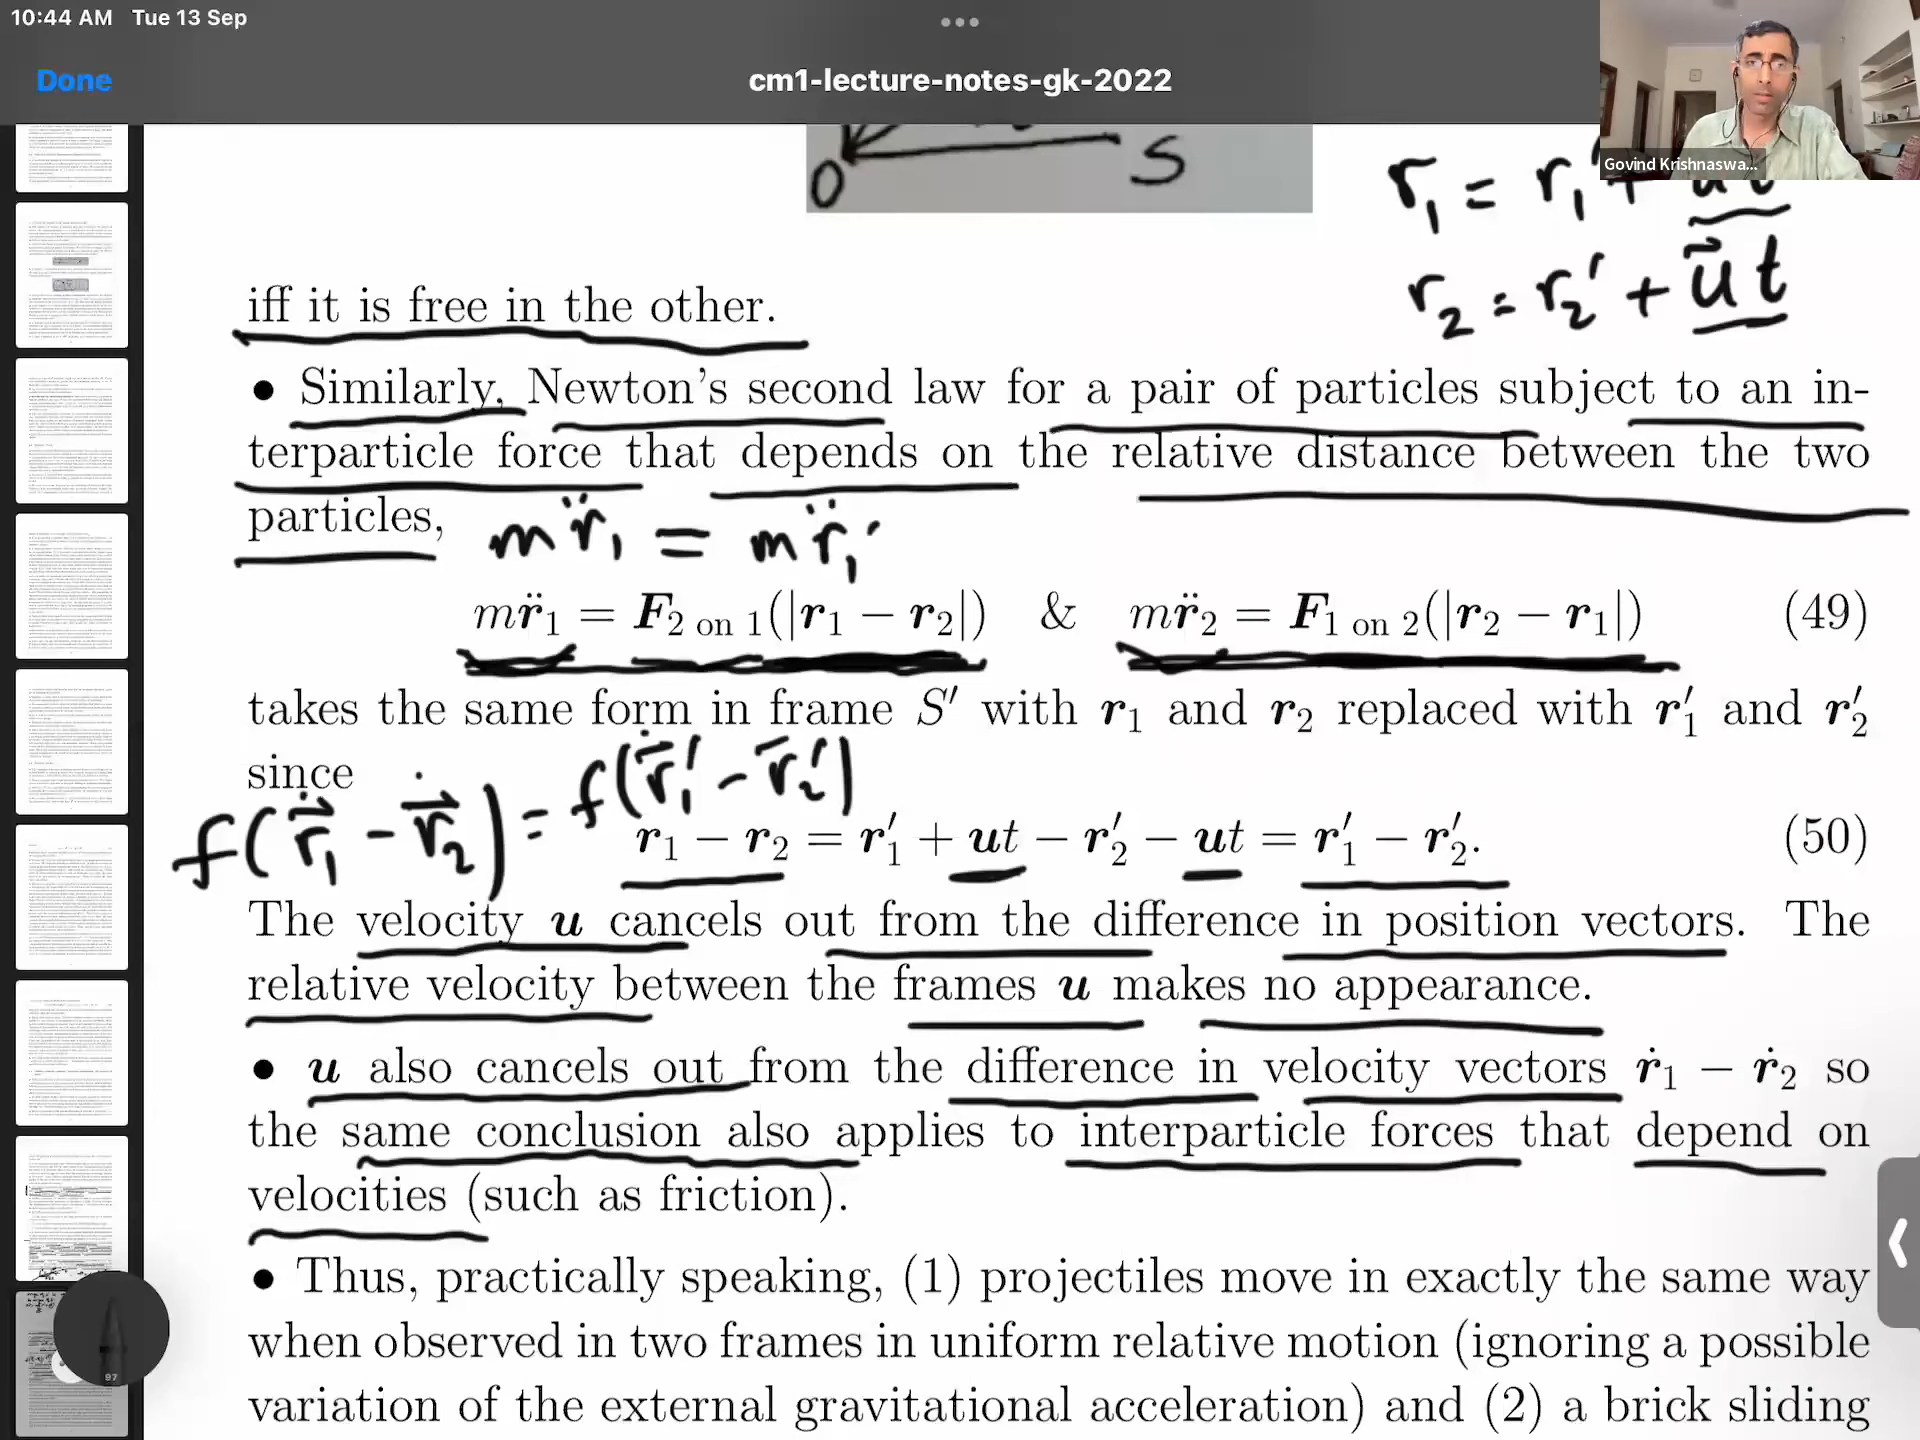 10:44 AM Tue 13 Sep
Done
cm1-lecture-notes-gk-2022
Govind Krishnaswa...
O S
r₁ = r₁' + ut
r₂ = r₂' + u⃗t
iff it is free in the other.
• Similarly, Newton's second law for a pair of particles subject to an in-
terparticle force that depends on the relative distance between the two
particles,
m r̈₁ = m r̈₁'
mr̈₁ = F₂ on 1(|r₁ − r₂|) & mr̈₂ = F₁ on 2(|r₂ − r₁|) (49)
takes the same form in frame S′ with r₁ and r₂ replaced with r′₁ and r′₂
since
f(r⃗̇₁ − r⃗̇₂) = f(r⃗̇₁' − r⃗₂')
r₁ − r₂ = r′₁ + ut − r′₂ − ut = r′₁ − r′₂. (50)
The velocity u cancels out from the difference in position vectors. The
relative velocity between the frames u makes no appearance.
• u also cancels out from the difference in velocity vectors ṙ₁ − ṙ₂ so
the same conclusion also applies to interparticle forces that depend on
velocities (such as friction).
• Thus, practically speaking, (1) projectiles move in exactly the same way
when observed in two frames in uniform relative motion (ignoring a possible
variation of the external gravitational acceleration) and (2) a brick sliding
97